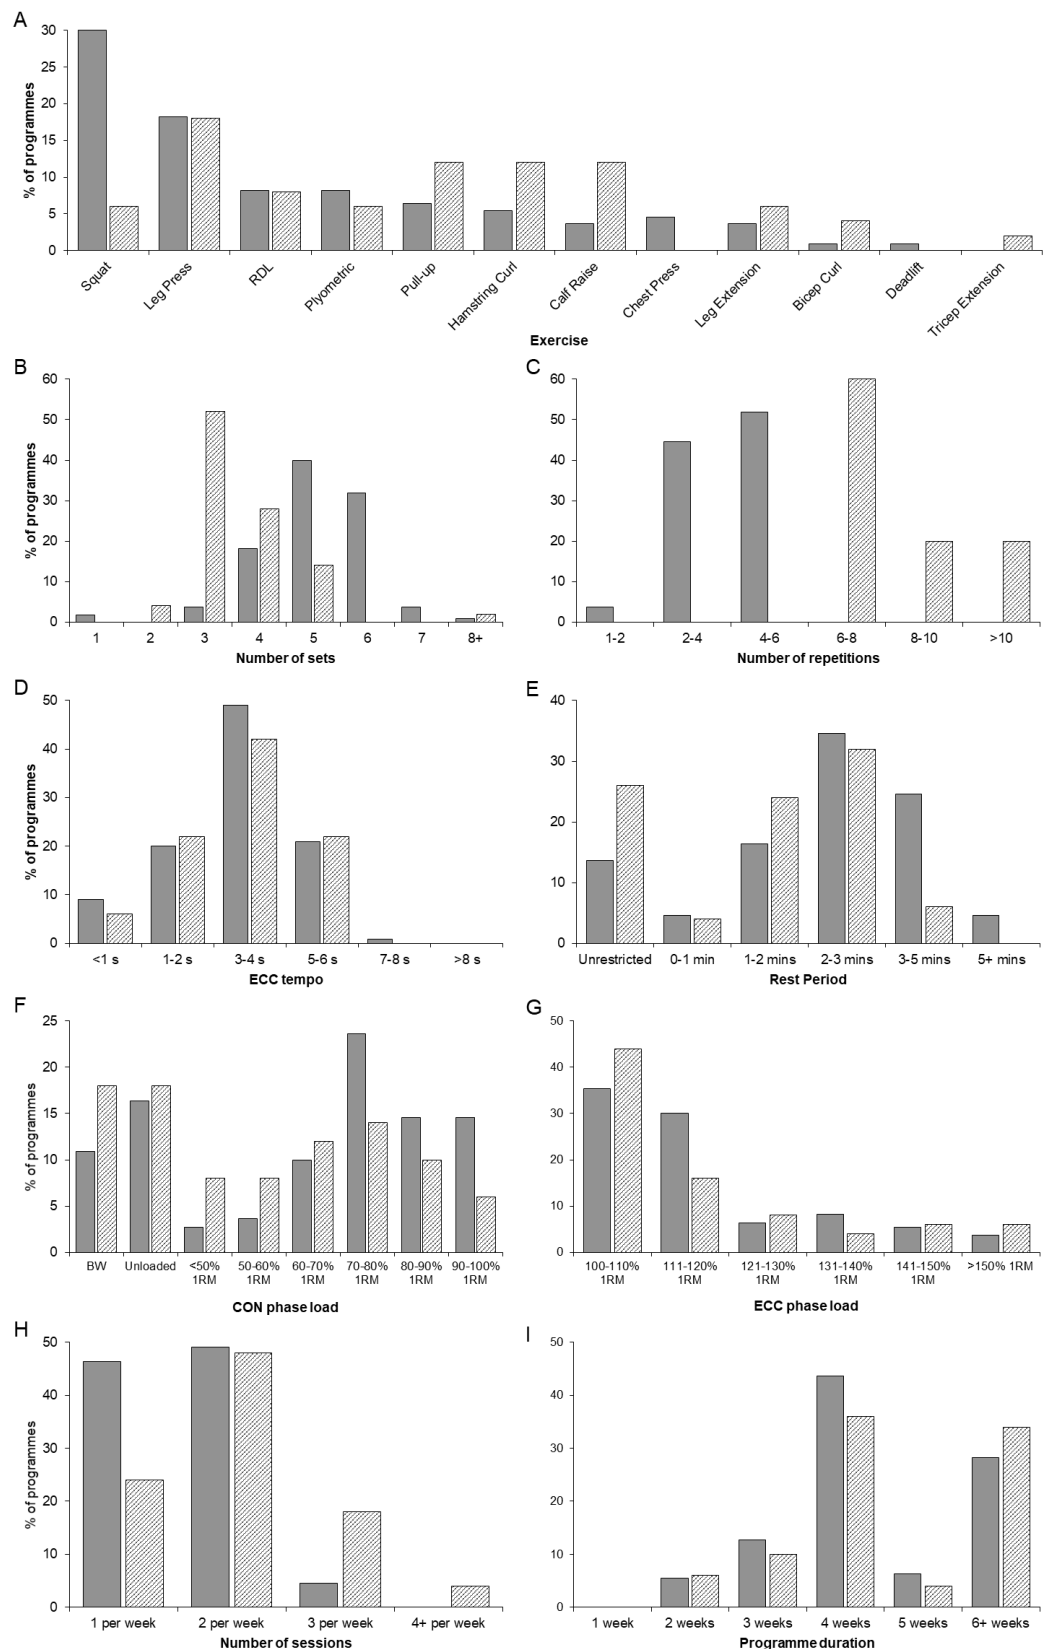 A
% of programmes
30
25
20
15
10
5
0
Squat
Leg Press
RDL
Plyometric
Pull-up
Hamstring Curl
Calf Raise
Chest Press
Leg Extension
Bicep Curl
Deadlift
Tricep Extension
Exercise
B
% of programmes
60
50
40
30
20
10
0
1 2 3 4 5 6 7 8+
Number of sets
C
60
50
40
30
20
10
0
1-2 2-4 4-6 6-8 8-10 >10
Number of repetitions
D
% of programmes
50
40
30
20
10
0
<1 s 1-2 s 3-4 s 5-6 s 7-8 s >8 s
ECC tempo
E
40
30
20
10
0
Unrestricted 0-1 min 1-2 mins 2-3 mins 3-5 mins 5+ mins
Rest Period
F
% of programmes
25
20
15
10
5
0
BW Unloaded <50% 50-60% 60-70% 70-80% 80-90% 90-100%
1RM 1RM 1RM 1RM 1RM 1RM
CON phase load
G
50
40
30
20
10
0
100-110% 111-120% 121-130% 131-140% 141-150% >150% 1RM
1RM 1RM 1RM 1RM 1RM
ECC phase load
H
% of programmes
50
40
30
20
10
0
1 per week 2 per week 3 per week 4+ per week
Number of sessions
I
50
40
30
20
10
0
1 week 2 weeks 3 weeks 4 weeks 5 weeks 6+ weeks
Programme duration